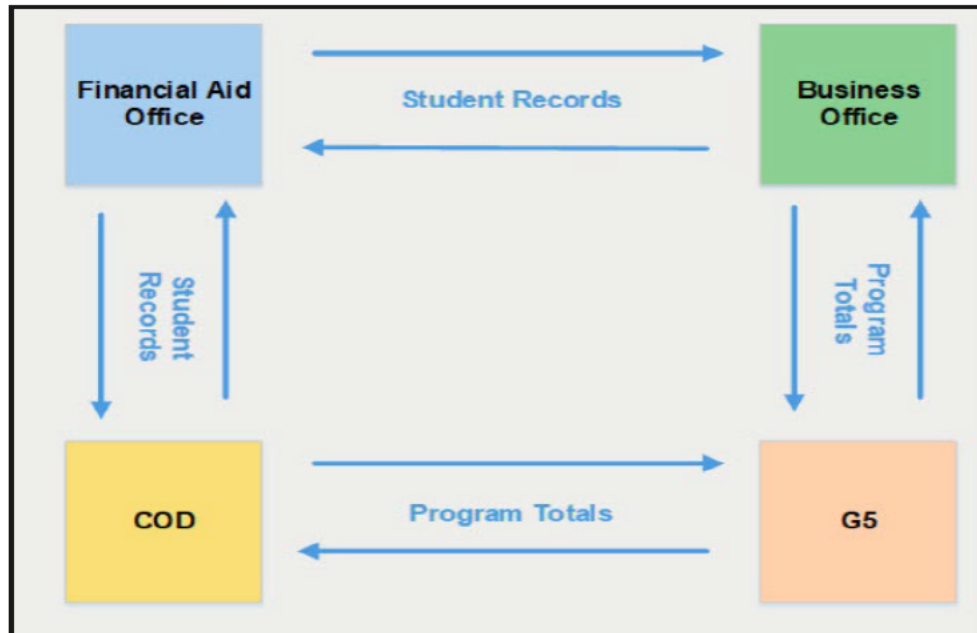 Financial Aid
Office
Student Records
Business
Office
Student
Records
Program
Totals
COD
Program Totals
G5